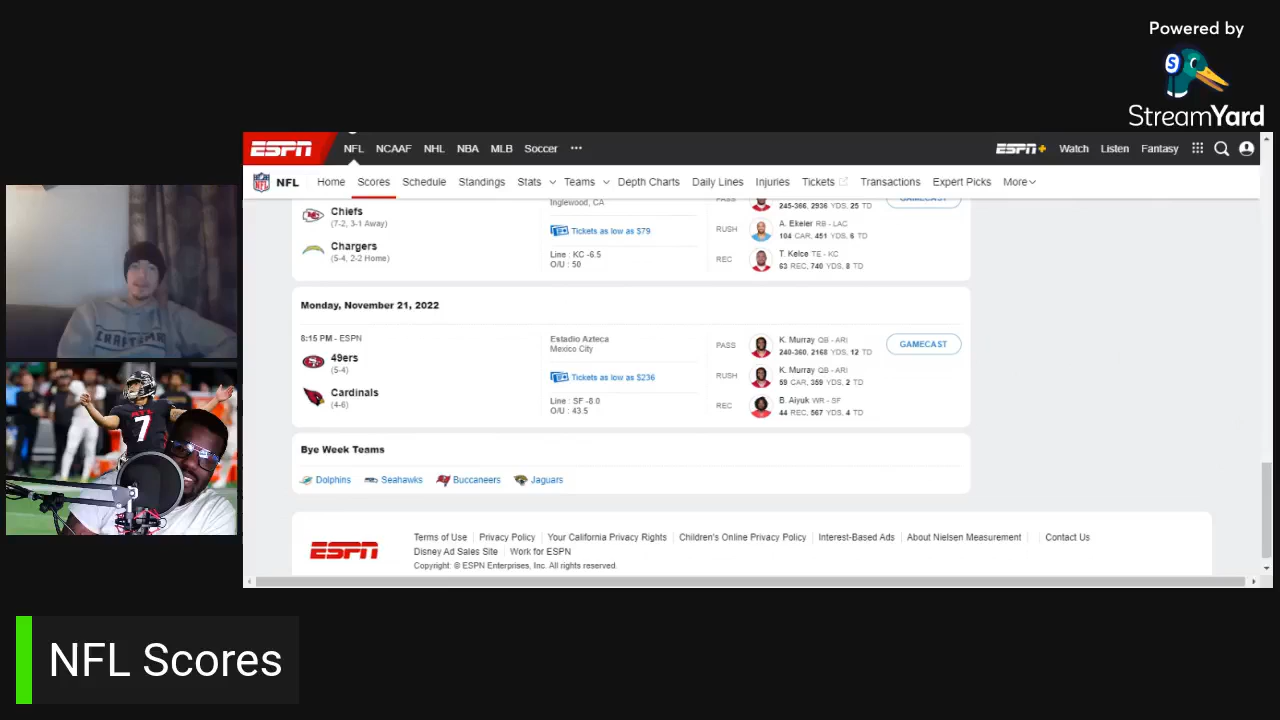 Powered by
StreamYard
ESPN
NFL NCAAF NHL NBA MLB Soccer ••• ESPN+ Watch Listen Fantasy
NFL Home Scores Schedule Standings Stats Teams Depth Charts Daily Lines Injuries Tickets Transactions Expert Picks More
Inglewood, CA
PASS 245-366, 2936 YDS, 25 TD GAMECAST
Chiefs
(7-2, 3-1 Away)
Tickets as low as $79
RUSH A. Ekeler RB - LAC
104 CAR, 451 YDS, 6 TD
Chargers
(5-4, 2-2 Home)
Line : KC -6.5
O/U : 50
REC T. Kelce TE - KC
63 REC, 740 YDS, 8 TD
Monday, November 21, 2022
8:15 PM - ESPN
49ers
(5-4)
Cardinals
(4-6)
Estadio Azteca
Mexico City
Tickets as low as $236
Line : SF -8.0
O/U : 43.5
PASS K. Murray QB - ARI
240-360, 2168 YDS, 12 TD
GAMECAST
RUSH K. Murray QB - ARI
59 CAR, 359 YDS, 2 TD
REC B. Aiyuk WR - SF
44 REC, 567 YDS, 4 TD
Bye Week Teams
Dolphins Seahawks Buccaneers Jaguars
ESPN
Terms of Use Privacy Policy Your California Privacy Rights Children's Online Privacy Policy Interest-Based Ads About Nielsen Measurement Contact Us
Disney Ad Sales Site Work for ESPN
Copyright: © ESPN Enterprises, Inc. All rights reserved.
7
NFL Scores